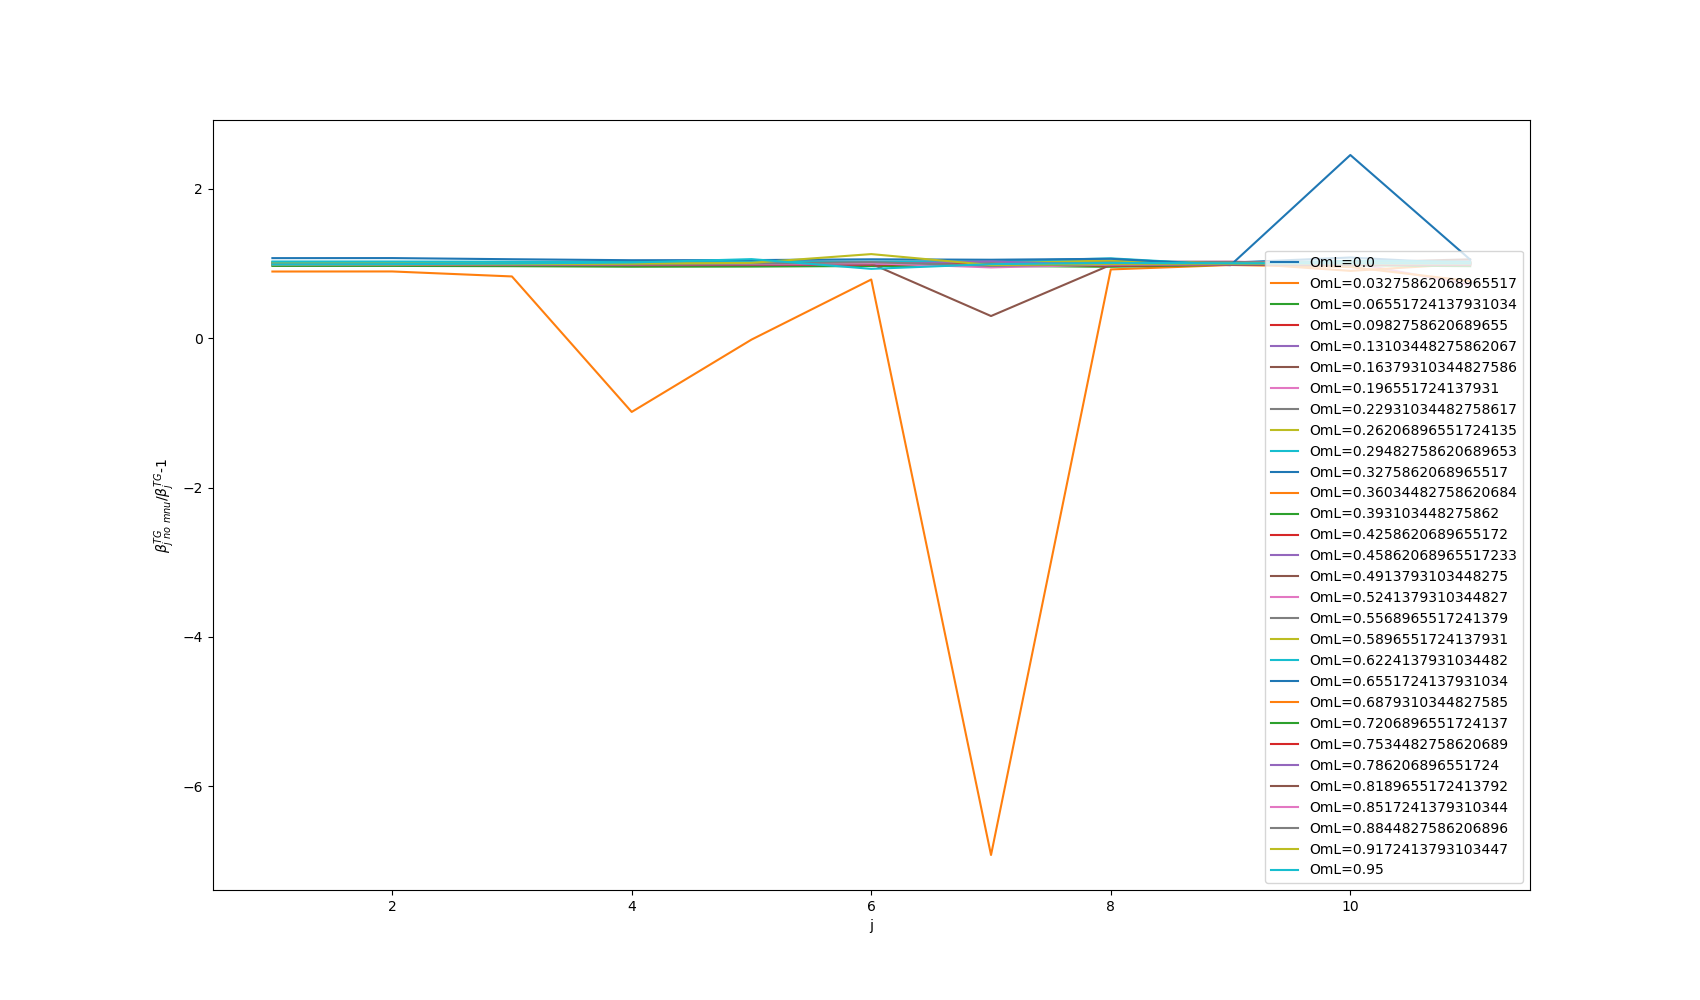 2
0
−2
−4
−6
2
4
6
8
10
j
β_{j no mnu}^{TG}/β_j^{TG}-1
OmL=0.0
OmL=0.03275862068965517
OmL=0.06551724137931034
OmL=0.0982758620689655
OmL=0.13103448275862067
OmL=0.16379310344827586
OmL=0.196551724137931
OmL=0.22931034482758617
OmL=0.26206896551724135
OmL=0.29482758620689653
OmL=0.3275862068965517
OmL=0.36034482758620684
OmL=0.393103448275862
OmL=0.4258620689655172
OmL=0.45862068965517233
OmL=0.4913793103448275
OmL=0.5241379310344827
OmL=0.5568965517241379
OmL=0.5896551724137931
OmL=0.6224137931034482
OmL=0.6551724137931034
OmL=0.6879310344827585
OmL=0.7206896551724137
OmL=0.7534482758620689
OmL=0.786206896551724
OmL=0.8189655172413792
OmL=0.8517241379310344
OmL=0.8844827586206896
OmL=0.9172413793103447
OmL=0.95